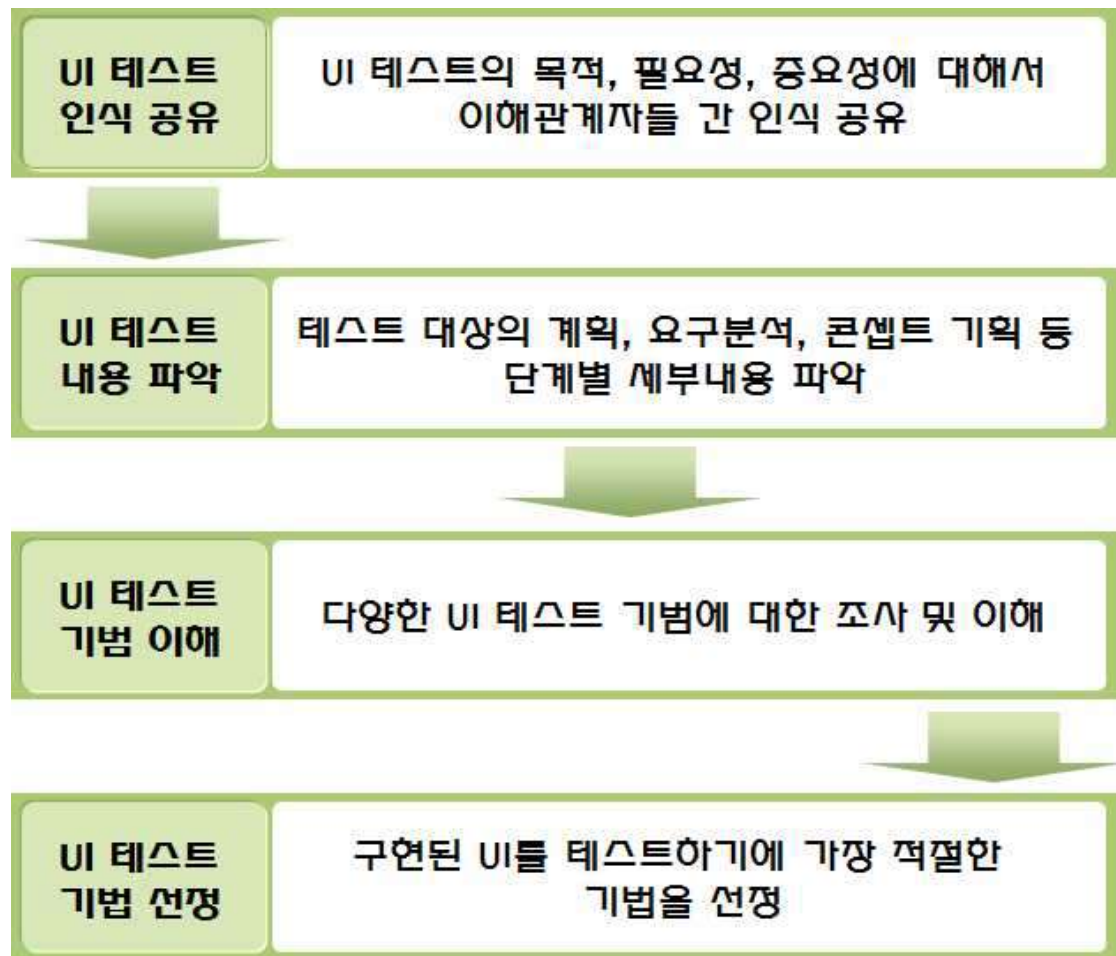 UI 테스트
인식 공유
UI 테스트의 목적, 필요성, 중요성에 대해서
이해관계자들 간 인식 공유
UI 테스트
내용 파악
테스트 대상의 계획, 요구분석, 콘셉트 기획 등
단계별 세부내용 파악
UI 테스트
기법 이해
다양한 UI 테스트 기법에 대한 조사 및 이해
UI 테스트
기법 선정
구현된 UI를 테스트하기에 가장 적절한
기법을 선정